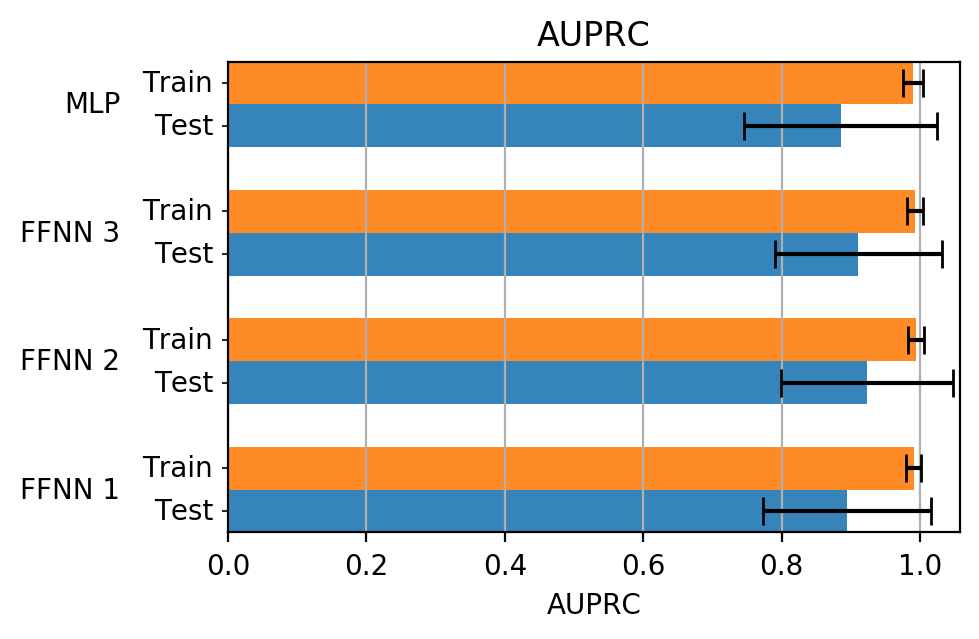 AUPRC
MLP
Train
Test
FFNN 3
Train
Test
FFNN 2
Train
Test
FFNN 1
Train
Test
0.0 0.2 0.4 0.6 0.8 1.0
AUPRC